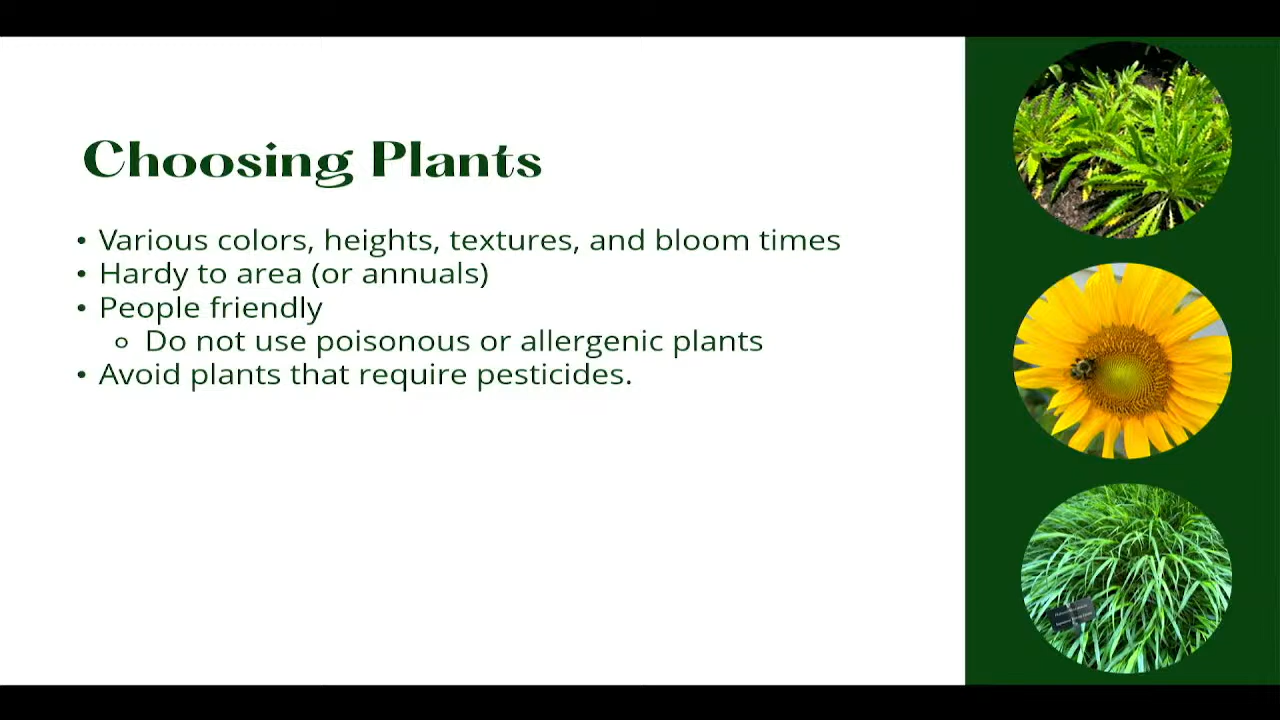 Choosing Plants
• Various colors, heights, textures, and bloom times
• Hardy to area (or annuals)
• People friendly
○ Do not use poisonous or allergenic plants
• Avoid plants that require pesticides.